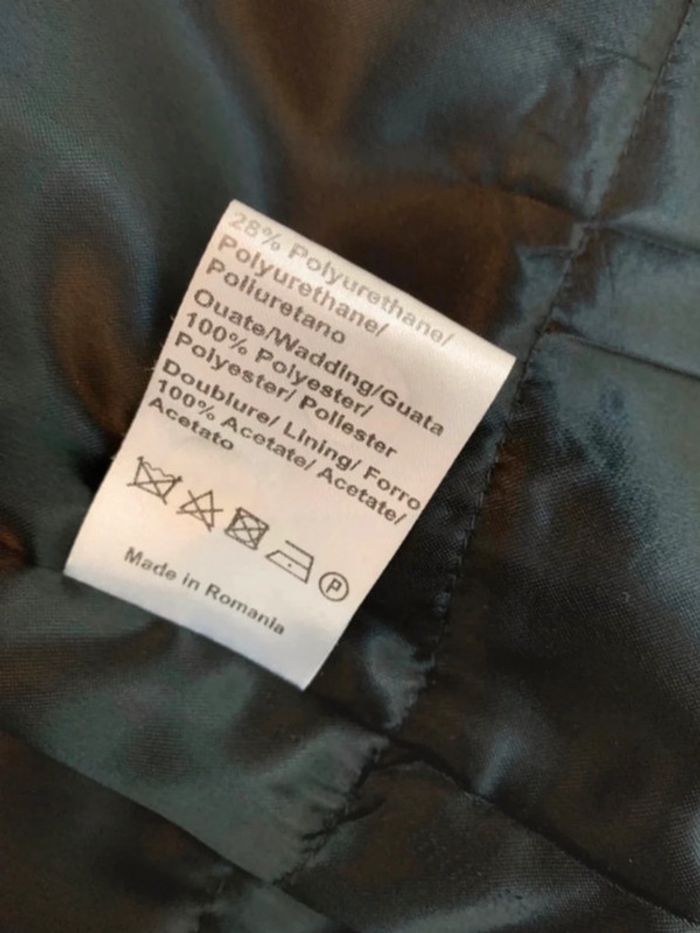 28% Polyurethane/
Polyurethane/
Poliuretano
Ouate/Wadding/Guata
100% Polyester/
Polyester/ Poliester
Doublure/ Lining/ Forro
100% Acetate/ Acetate/
Acetato
P
Made in Romania